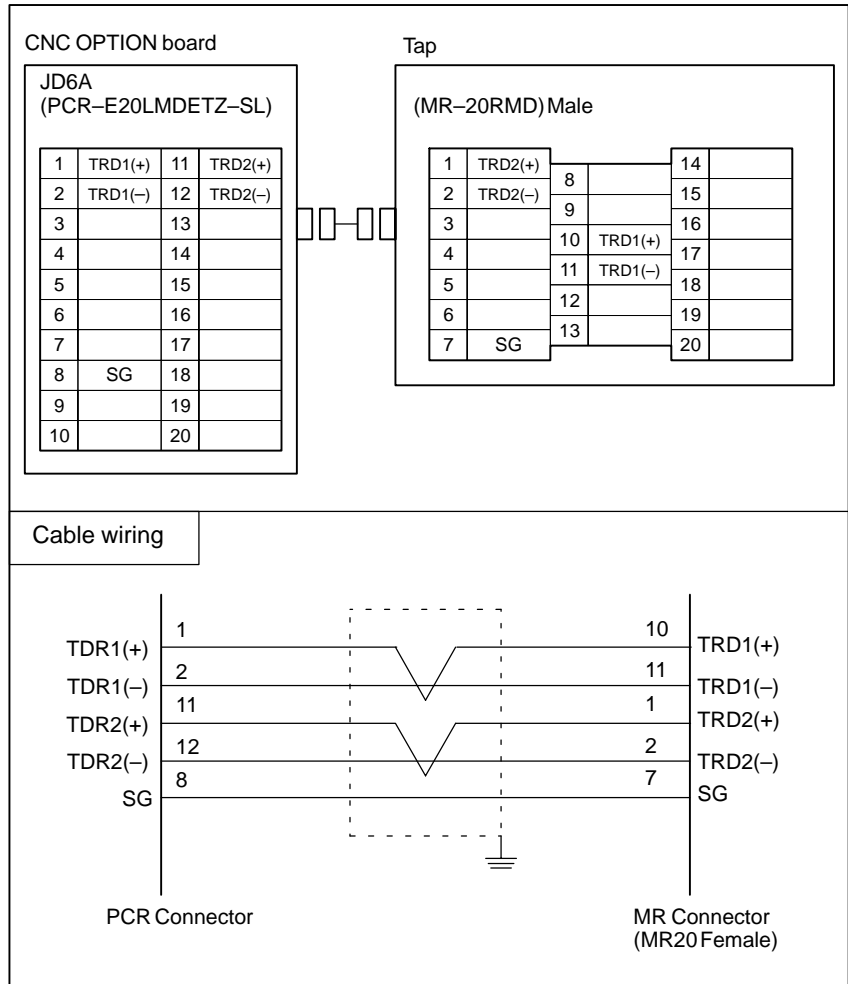 CNC OPTION board
JD6A
(PCR–E20LMDETZ–SL)
1 TRD1(+) 11 TRD2(+)
2 TRD1(–) 12 TRD2(–)
3 13
4 14
5 15
6 16
7 17
8 SG 18
9 19
10 20
Tap
(MR–20RMD) Male
1 TRD2(+)
2 TRD2(–)
3
4
5
6
7 SG
8
9
10 TRD1(+)
11 TRD1(–)
12
13
14
15
16
17
18
19
20
Cable wiring
TDR1(+) 1 10 TRD1(+)
TDR1(–) 2 11 TRD1(–)
TDR2(+) 11 1 TRD2(+)
TDR2(–) 12 2 TRD2(–)
SG 8 7 SG
PCR Connector
MR Connector
(MR20 Female)